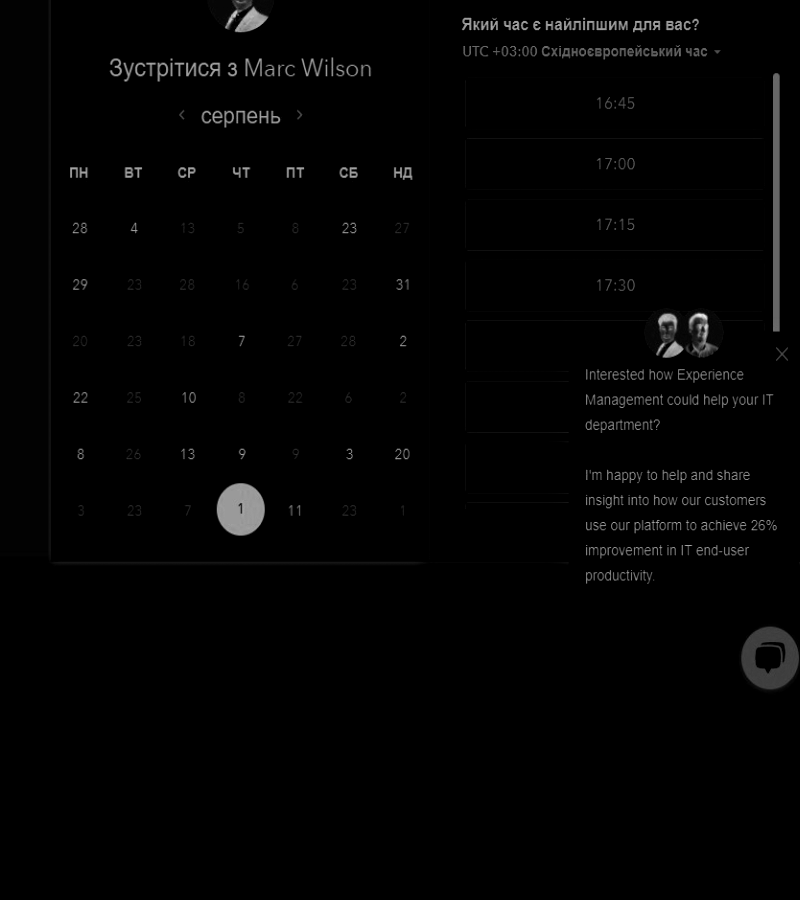 Зустрітися з Marc Wilson
серпень
ПН ВТ СР ЧТ ПТ СБ НД
28 4 13 5 8 23 27
29 23 28 16 6 23 31
20 23 18 7 27 28 2
22 25 10 8 22 6 2
8 26 13 9 9 3 20
3 23 7 1 11 23 1
Який час є найліпшим для вас?
UTC +03:00 Східноєвропейський час
16:45
17:00
17:15
17:30
Interested how Experience
Management could help your IT
department?
I'm happy to help and share
insight into how our customers
use our platform to achieve 26%
improvement in IT end-user
productivity.